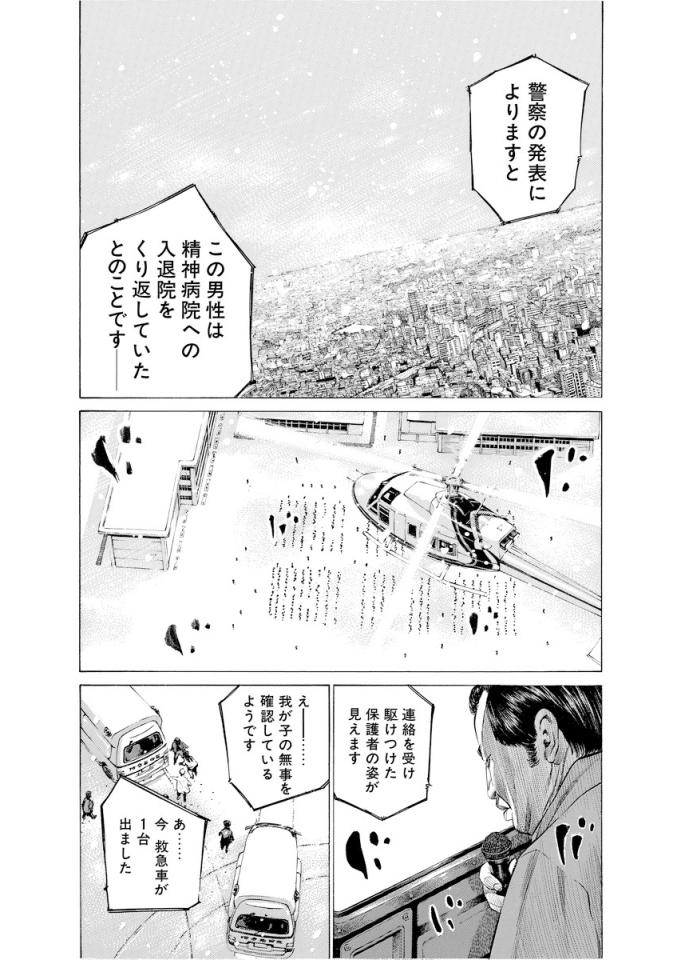 警察の発表に
よりますと
この男性は
精神病院への
入退院を
くり返していた
とのことです――
連絡を受け
駆けつけた
保護者の姿が
見えます
えー……
我が子の無事を
確認している
ようです
あ……
今 救急車が
1台
出ました